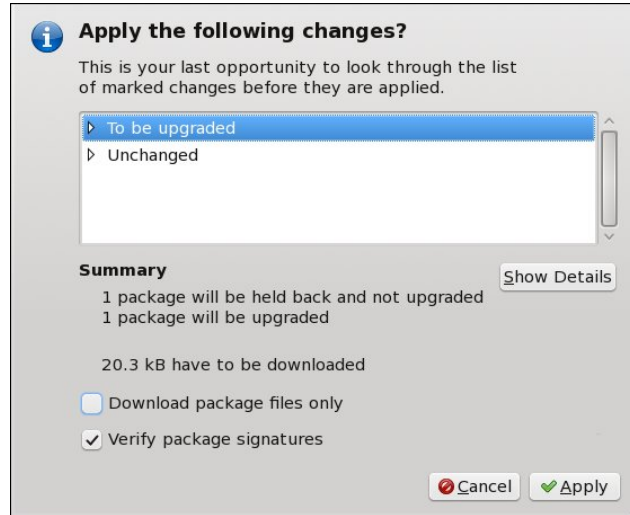 Apply the following changes?
This is your last opportunity to look through the list
of marked changes before they are applied.
To be upgraded
Unchanged
Summary
Show Details
1 package will be held back and not upgraded
1 package will be upgraded
20.3 kB have to be downloaded
Download package files only
Verify package signatures
Cancel
Apply